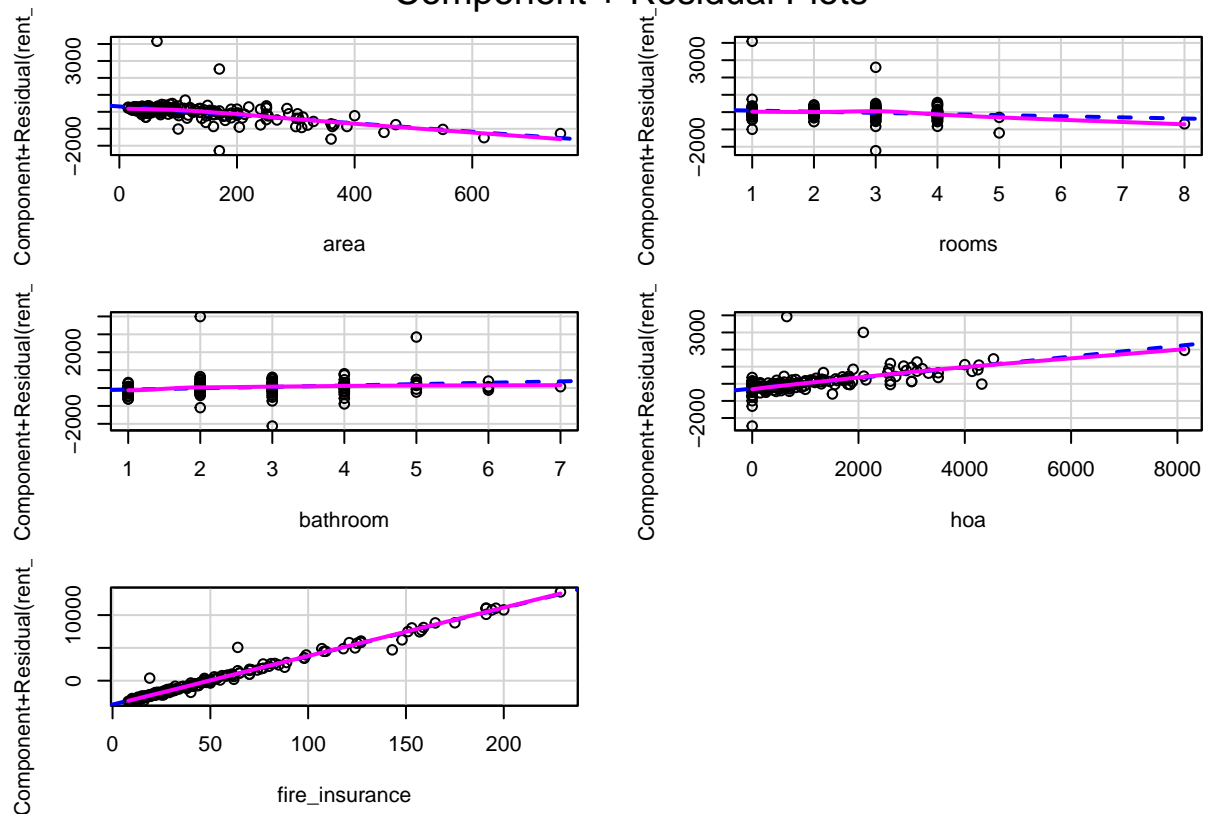 Component + Residual Plots
Component+Residual(rent_
3000
−2000
0 200 400 600
area
Component+Residual(rent_
3000
−2000
1 2 3 4 5 6 7 8
rooms
Component+Residual(rent_
2000
−2000
1 2 3 4 5 6 7
bathroom
Component+Residual(rent_
3000
−2000
0 2000 4000 6000 8000
hoa
Component+Residual(rent_
10000
0
0 50 100 150 200
fire_insurance